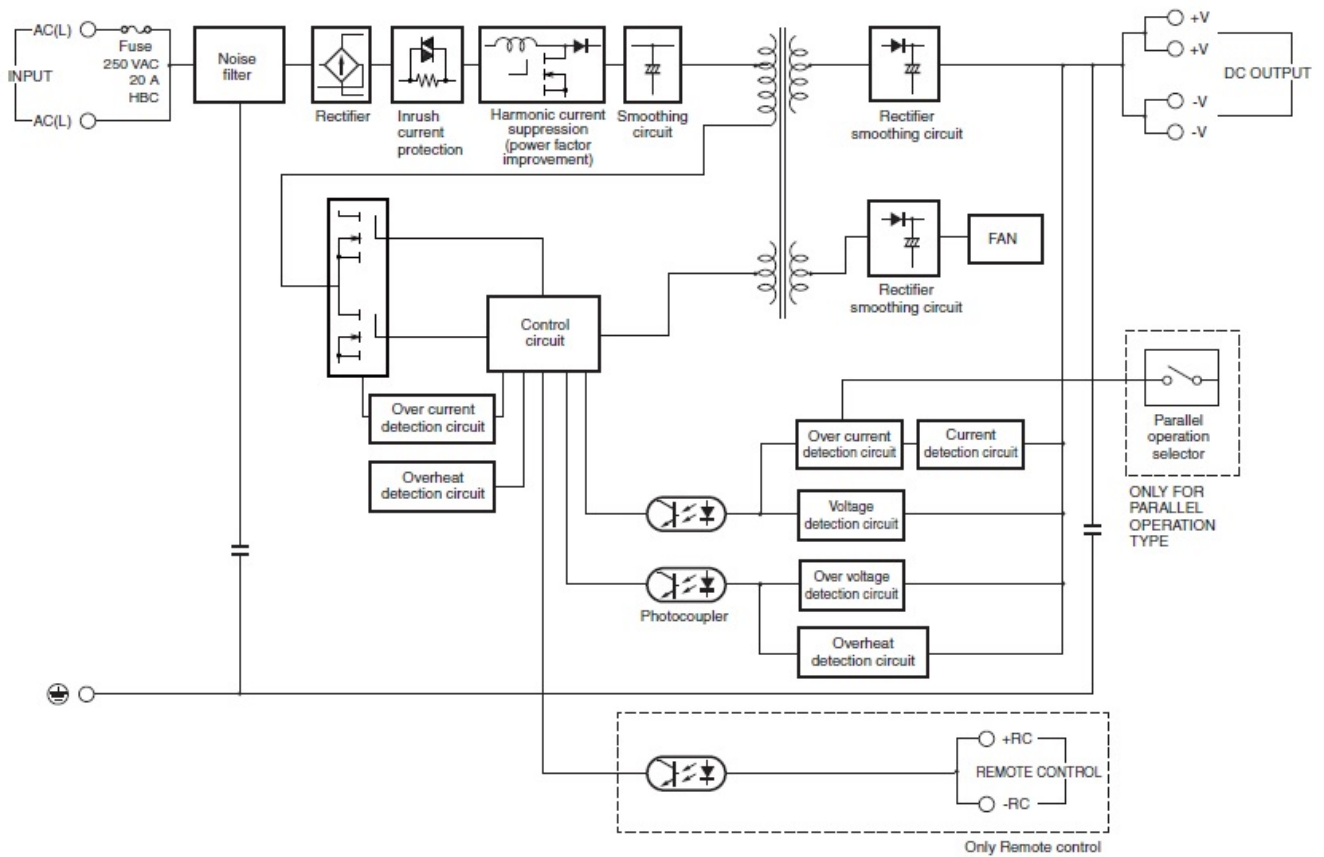 AC(L)
Fuse
250 VAC
20 A
HBC
INPUT
AC(L)
Noise
filter
Rectifier
Inrush
current
protection
Harmonic current
suppression
(power factor
improvement)
Smoothing
circuit
Rectifier
smoothing circuit
+V
+V
DC OUTPUT
-V
-V
Rectifier
smoothing circuit
FAN
Control
circuit
Over current
detection circuit
Overheat
detection circuit
Over current
detection circuit
Current
detection circuit
Parallel
operation
selector
ONLY FOR
PARALLEL
OPERATION
TYPE
Voltage
detection circuit
Over voltage
detection circuit
Photocoupler
Overheat
detection circuit
+RC
REMOTE CONTROL
-RC
Only Remote control